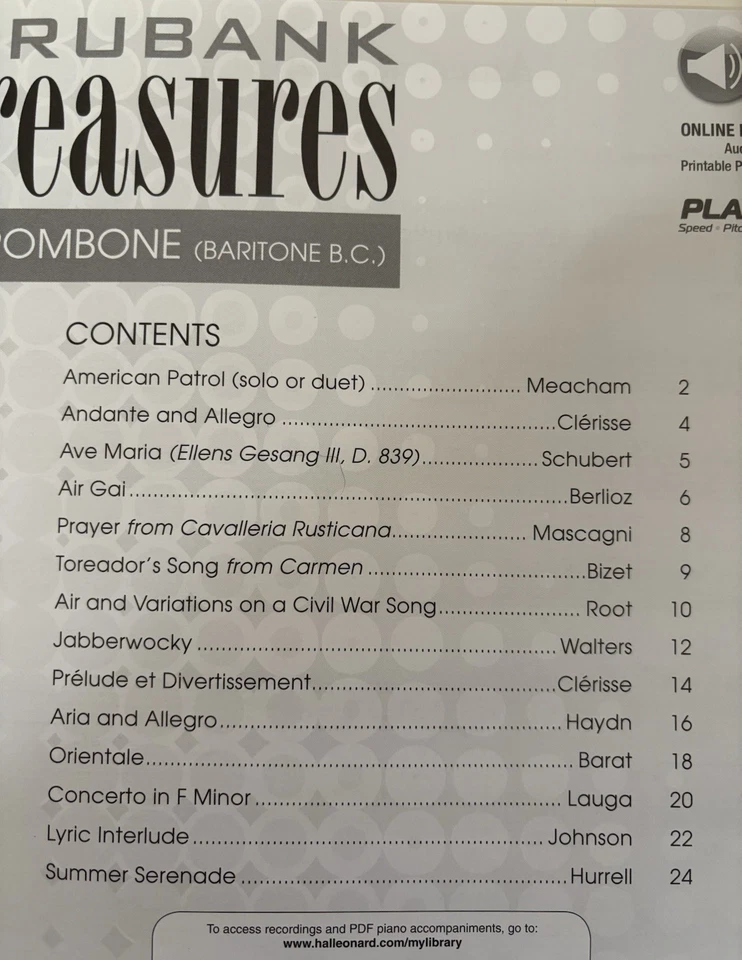 RUBANK
reasures
OMBONE (BARITONE B.C.)
ONLINE
Printable P
PLA
Speed • Pitc
CONTENTS
American Patrol (solo or duet) .......................... Meacham 2
Andante and Allegro ...............................................Clérisse 4
Ave Maria (Ellens Gesang III, D. 839)....................Schubert 5
Air Gai............................................................................Berlioz 6
Prayer from Cavalleria Rusticana....................... Mascagni 8
Toreador's Song from Carmen .....................................Bizet 9
Air and Variations on a Civil War Song........................ Root 10
Jabberwocky .............................................................. Walters 12
Prélude et Divertissement..........................................Clérisse 14
Aria and Allegro........................................................... Haydn 16
Orientale......................................................................... Barat 18
Concerto in F Minor..................................................... Lauga 20
Lyric Interlude............................................................ Johnson 22
Summer Serenade ........................................................Hurrell 24
To access recordings and PDF piano accompaniments, go to:
www.halleonard.com/mylibrary